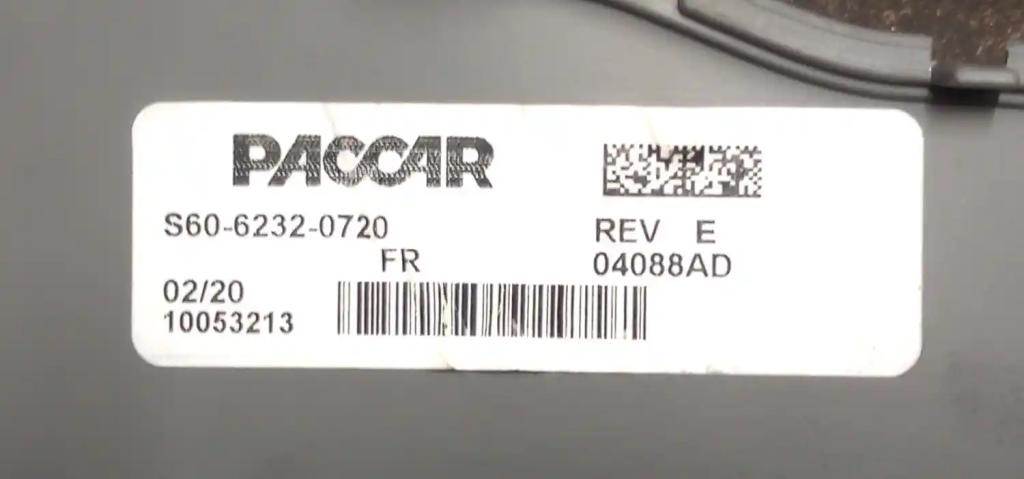 PACCAR
S60-6232-0720 REV E
FR 04088AD
02/20
10053213